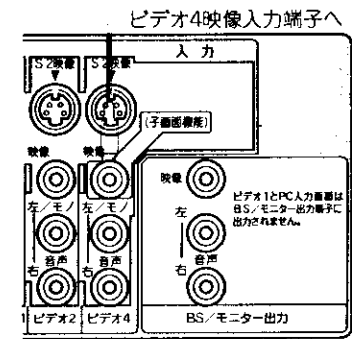 ビデオ4映像入力端子へ
入力
S2映像
S2映像
(子画面機能)
映像
映像
映像
左/モノ
左/モノ
左
音声
音声
音声
右
右
右
ビデオ1とPC入力画面は
BS/モニター出力端子に
出力されません。
ビデオ2
ビデオ4
BS/モニター出力